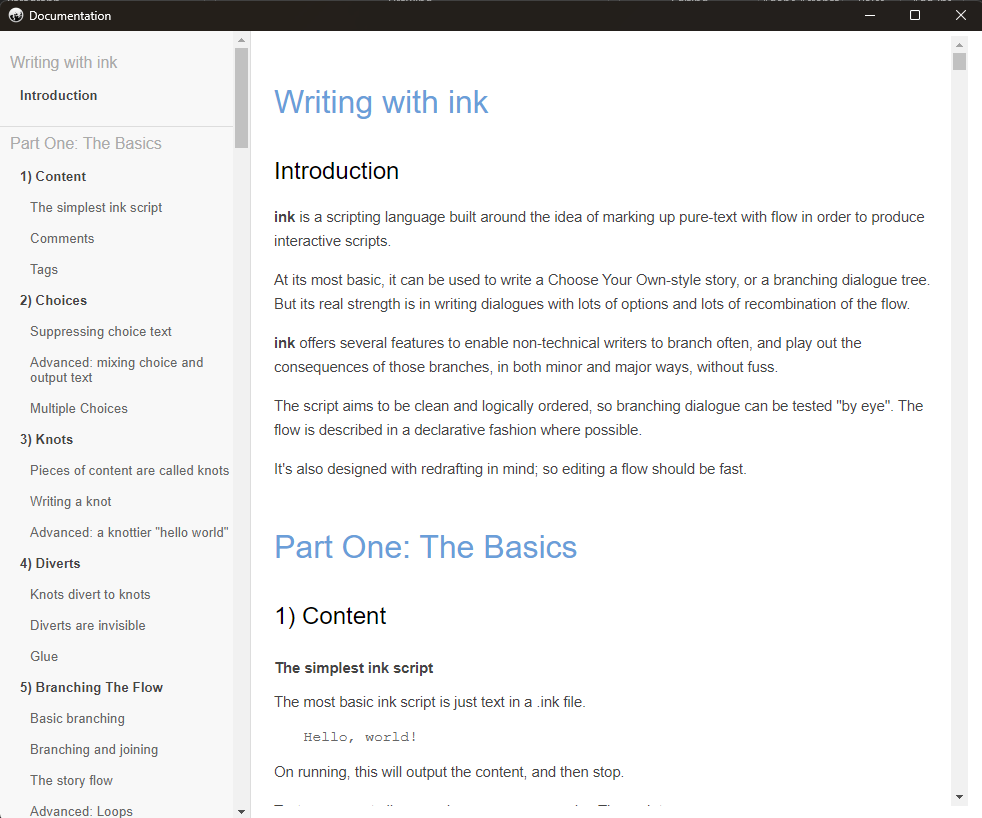 Documentation
Writing with ink
Introduction
Part One: The Basics
1) Content
The simplest ink script
Comments
Tags
2) Choices
Suppressing choice text
Advanced: mixing choice and
output text
Multiple Choices
3) Knots
Pieces of content are called knots
Writing a knot
Advanced: a knottier "hello world"
4) Diverts
Knots divert to knots
Diverts are invisible
Glue
5) Branching The Flow
Basic branching
Branching and joining
The story flow
Advanced: Loops
Writing with ink
Introduction
ink is a scripting language built around the idea of marking up pure-text with flow in order to produce
interactive scripts.
At its most basic, it can be used to write a Choose Your Own-style story, or a branching dialogue tree.
But its real strength is in writing dialogues with lots of options and lots of recombination of the flow.
ink offers several features to enable non-technical writers to branch often, and play out the
consequences of those branches, in both minor and major ways, without fuss.
The script aims to be clean and logically ordered, so branching dialogue can be tested "by eye". The
flow is described in a declarative fashion where possible.
It's also designed with redrafting in mind; so editing a flow should be fast.
Part One: The Basics
1) Content
The simplest ink script
The most basic ink script is just text in a .ink file.
Hello, world!
On running, this will output the content, and then stop.